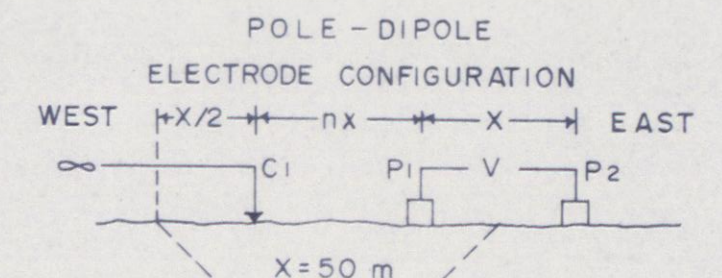 POLE - DIPOLE
ELECTRODE CONFIGURATION
WEST X/2 nx X EAST
∞ C1 P1 V P2
X = 50 m